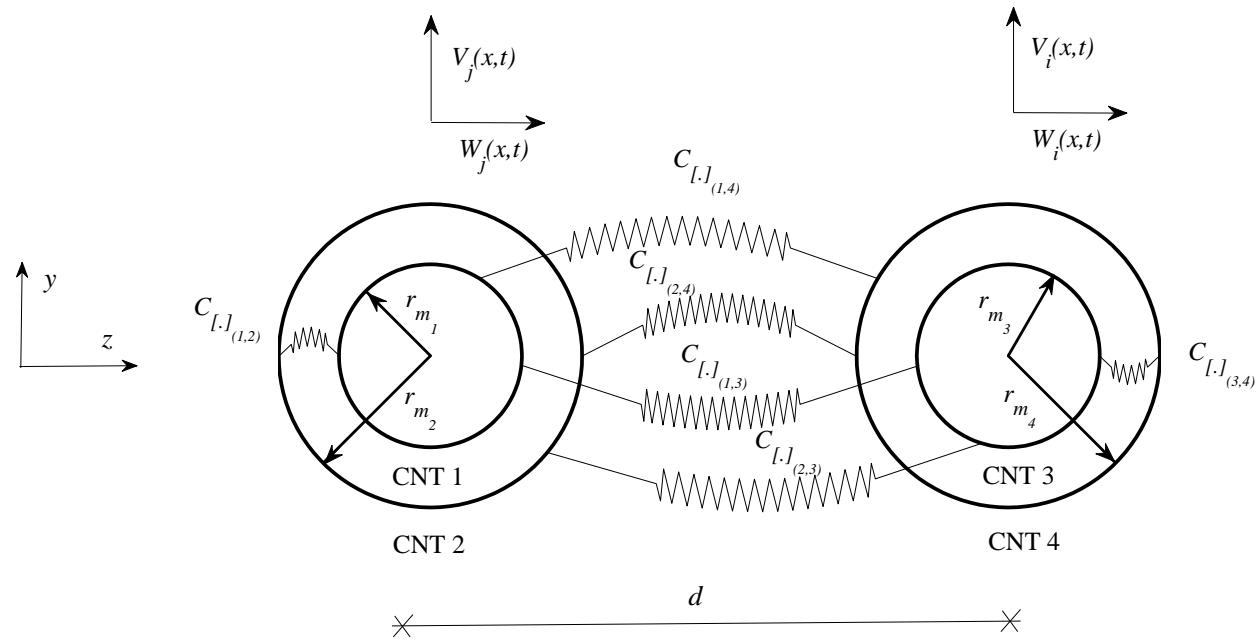 V_j(x,t)
V_i(x,t)
W_j(x,t)
W_i(x,t)
C_[.]_(1,4)
y
C_[.]_(2,4)
z
C_[.]_(1,2)
r_m_1
r_m_3
C_[.]_(1,3)
C_[.]_(3,4)
r_m_2
r_m_4
C_[.]_(2,3)
CNT 1
CNT 3
CNT 2
CNT 4
d